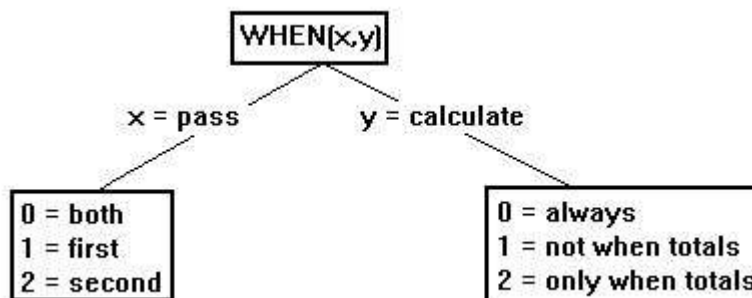 WHEN(x,y)
x = pass
y = calculate
0 = both
1 = first
2 = second
0 = always
1 = not when totals
2 = only when totals